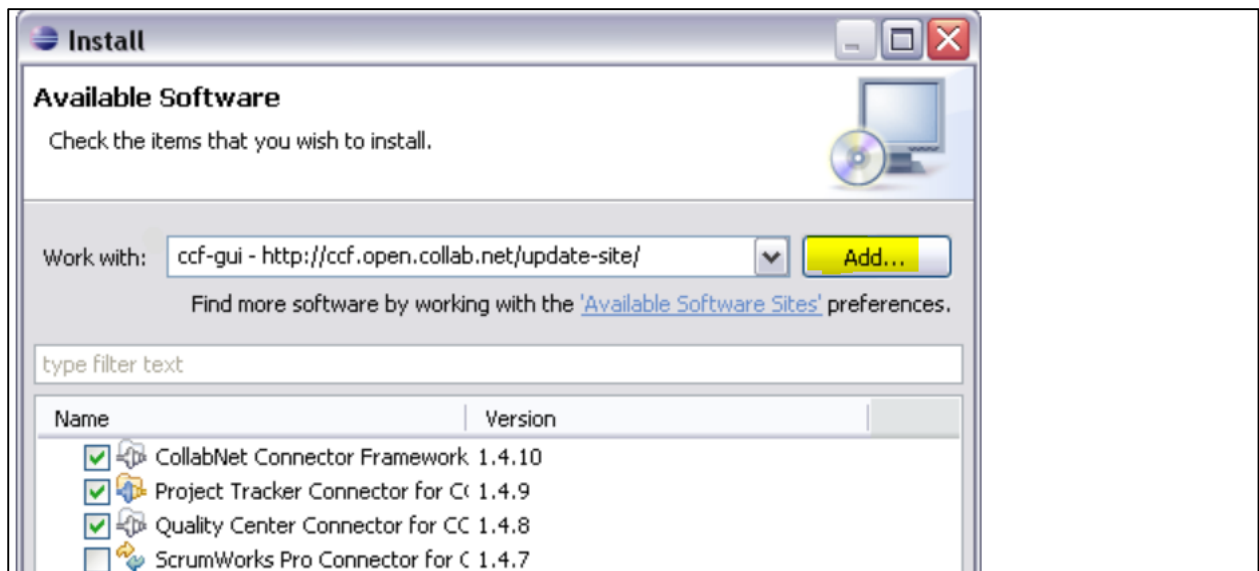 Install
Available Software
Check the items that you wish to install.
Work with: ccf-gui - http://ccf.open.collab.net/update-site/ Add...
Find more software by working with the 'Available Software Sites' preferences.
type filter text
Name Version
CollabNet Connector Framework 1.4.10
Project Tracker Connector for CC 1.4.9
Quality Center Connector for CC 1.4.8
ScrumWorks Pro Connector for C 1.4.7